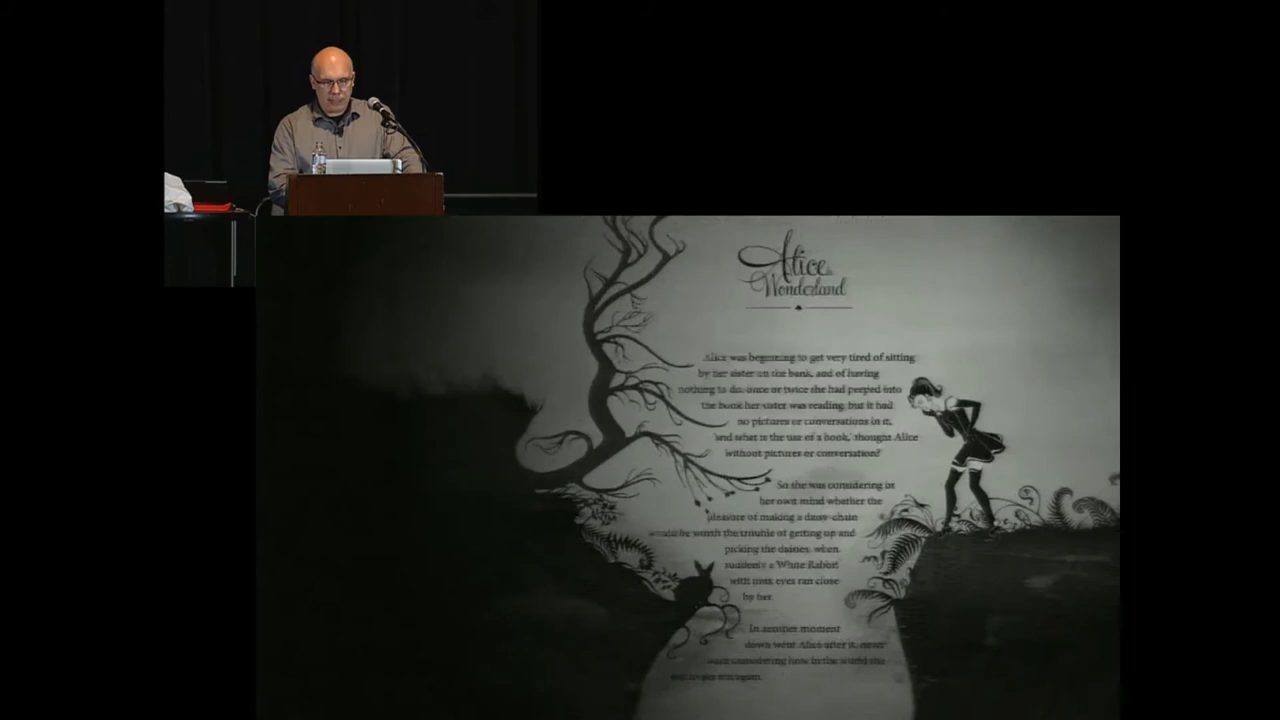 Alice
Wonderland
Alice was beginning to get very tired of sitting
by her sister on the bank, and of having
nothing to do: once or twice she had peeped into
the book her sister was reading, but it had
no pictures or conversations in it,
'and what is the use of a book,' thought Alice
'without pictures or conversation?'
So she was considering in
her own mind whether the
pleasure of making a daisy-chain
would be worth the trouble of getting up and
picking the daisies, when
suddenly a White Rabbit
with pink eyes ran close
by her.
In another moment
down went Alice after it, never
once considering how in the world she
was to get out again.